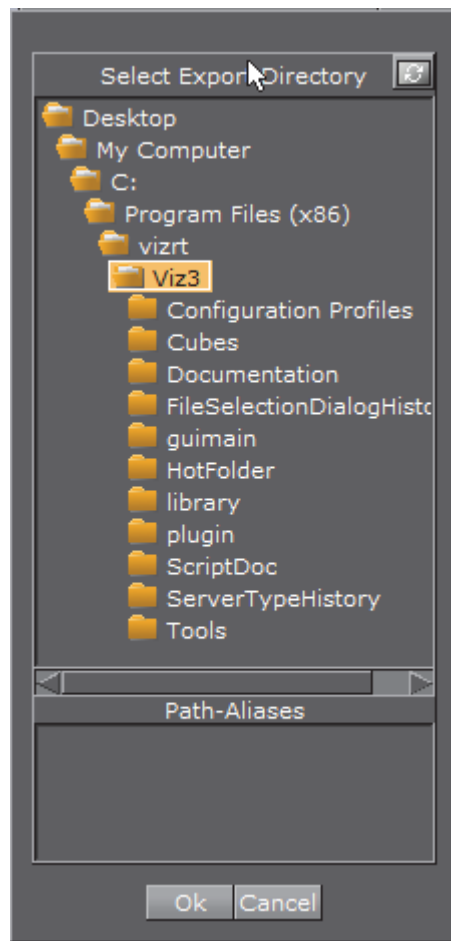 Select Export Directory
Desktop
My Computer
C:
Program Files (x86)
vizrt
Viz3
Configuration Profiles
Cubes
Documentation
FileSelectionDialogHistc
guimain
HotFolder
library
plugin
ScriptDoc
ServerTypeHistory
Tools
Path-Aliases
Ok Cancel